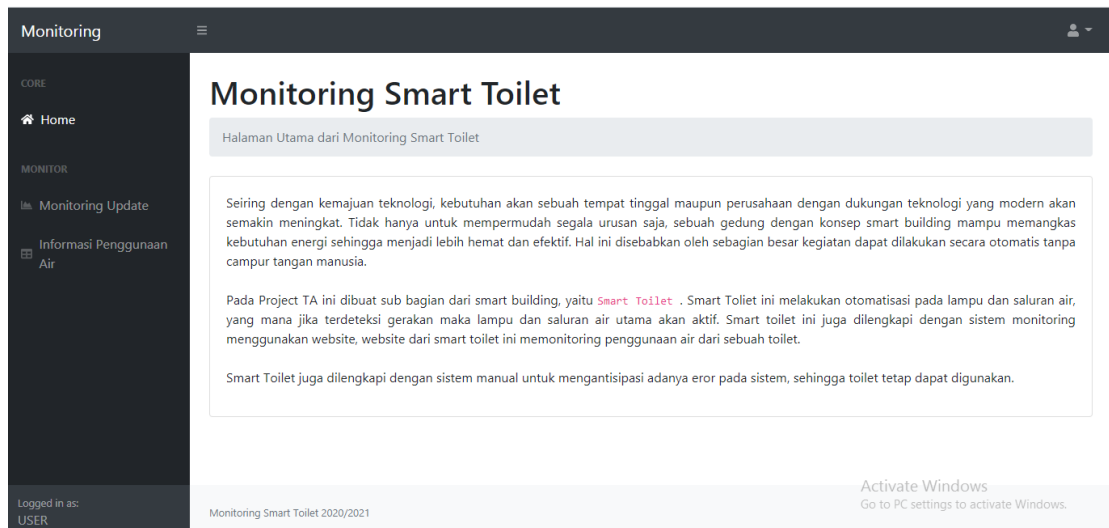 Monitoring
CORE
Home
MONITOR
Monitoring Update
Informasi Penggunaan
Air
Logged in as:
USER
Monitoring Smart Toilet
Halaman Utama dari Monitoring Smart Toilet
Seiring dengan kemajuan teknologi, kebutuhan akan sebuah tempat tinggal maupun perusahaan dengan dukungan teknologi yang modern akan
semakin meningkat. Tidak hanya untuk mempermudah segala urusan saja, sebuah gedung dengan konsep smart building mampu memangkas
kebutuhan energi sehingga menjadi lebih hemat dan efektif. Hal ini disebabkan oleh sebagian besar kegiatan dapat dilakukan secara otomatis tanpa
campur tangan manusia.
Pada Project TA ini dibuat sub bagian dari smart building, yaitu Smart Toilet . Smart Toliet ini melakukan otomatisasi pada lampu dan saluran air,
yang mana jika terdeteksi gerakan maka lampu dan saluran air utama akan aktif. Smart toilet ini juga dilengkapi dengan sistem monitoring
menggunakan website, website dari smart toilet ini memonitoring penggunaan air dari sebuah toilet.
Smart Toilet juga dilengkapi dengan sistem manual untuk mengantisipasi adanya eror pada sistem, sehingga toilet tetap dapat digunakan.
Activate Windows
Go to PC settings to activate Windows.
Monitoring Smart Toilet 2020/2021